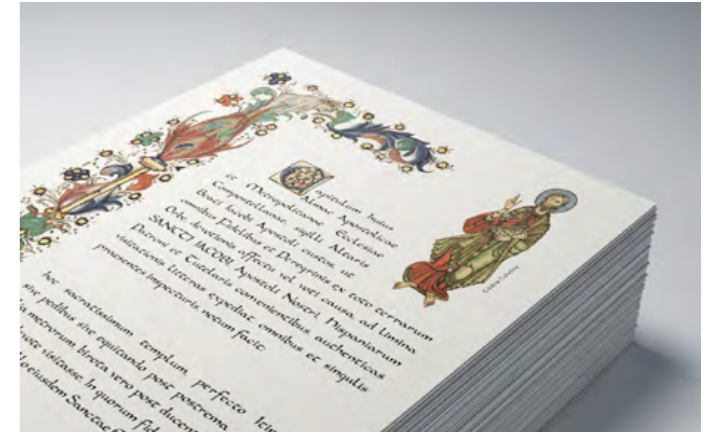 Capitulum huius
Almae Apostolicae
et Metropolitanae Ecclesiae
Compostellanae, sigilli Altaris
Beati Iacobi Apostoli custos, ut
omnibus Fidelibus et Peregrinis ex toto terrarum
Orbe, devotionis affectu vel voti causa, ad Limina
SANCTI IACOBI Apostoli Nostri, Hispaniarum
Patroni et Tutelaris convenientibus, authenticas
visitationis litteras expediat, omnibus et singulis
praesentes inspecturis, notum facit:
hoc sacratissimum templum, perfecto
sive pedibus sive equitando post postrema
metrorum, birota vero post
visitasse. In quorum
eiusdem Sanctae